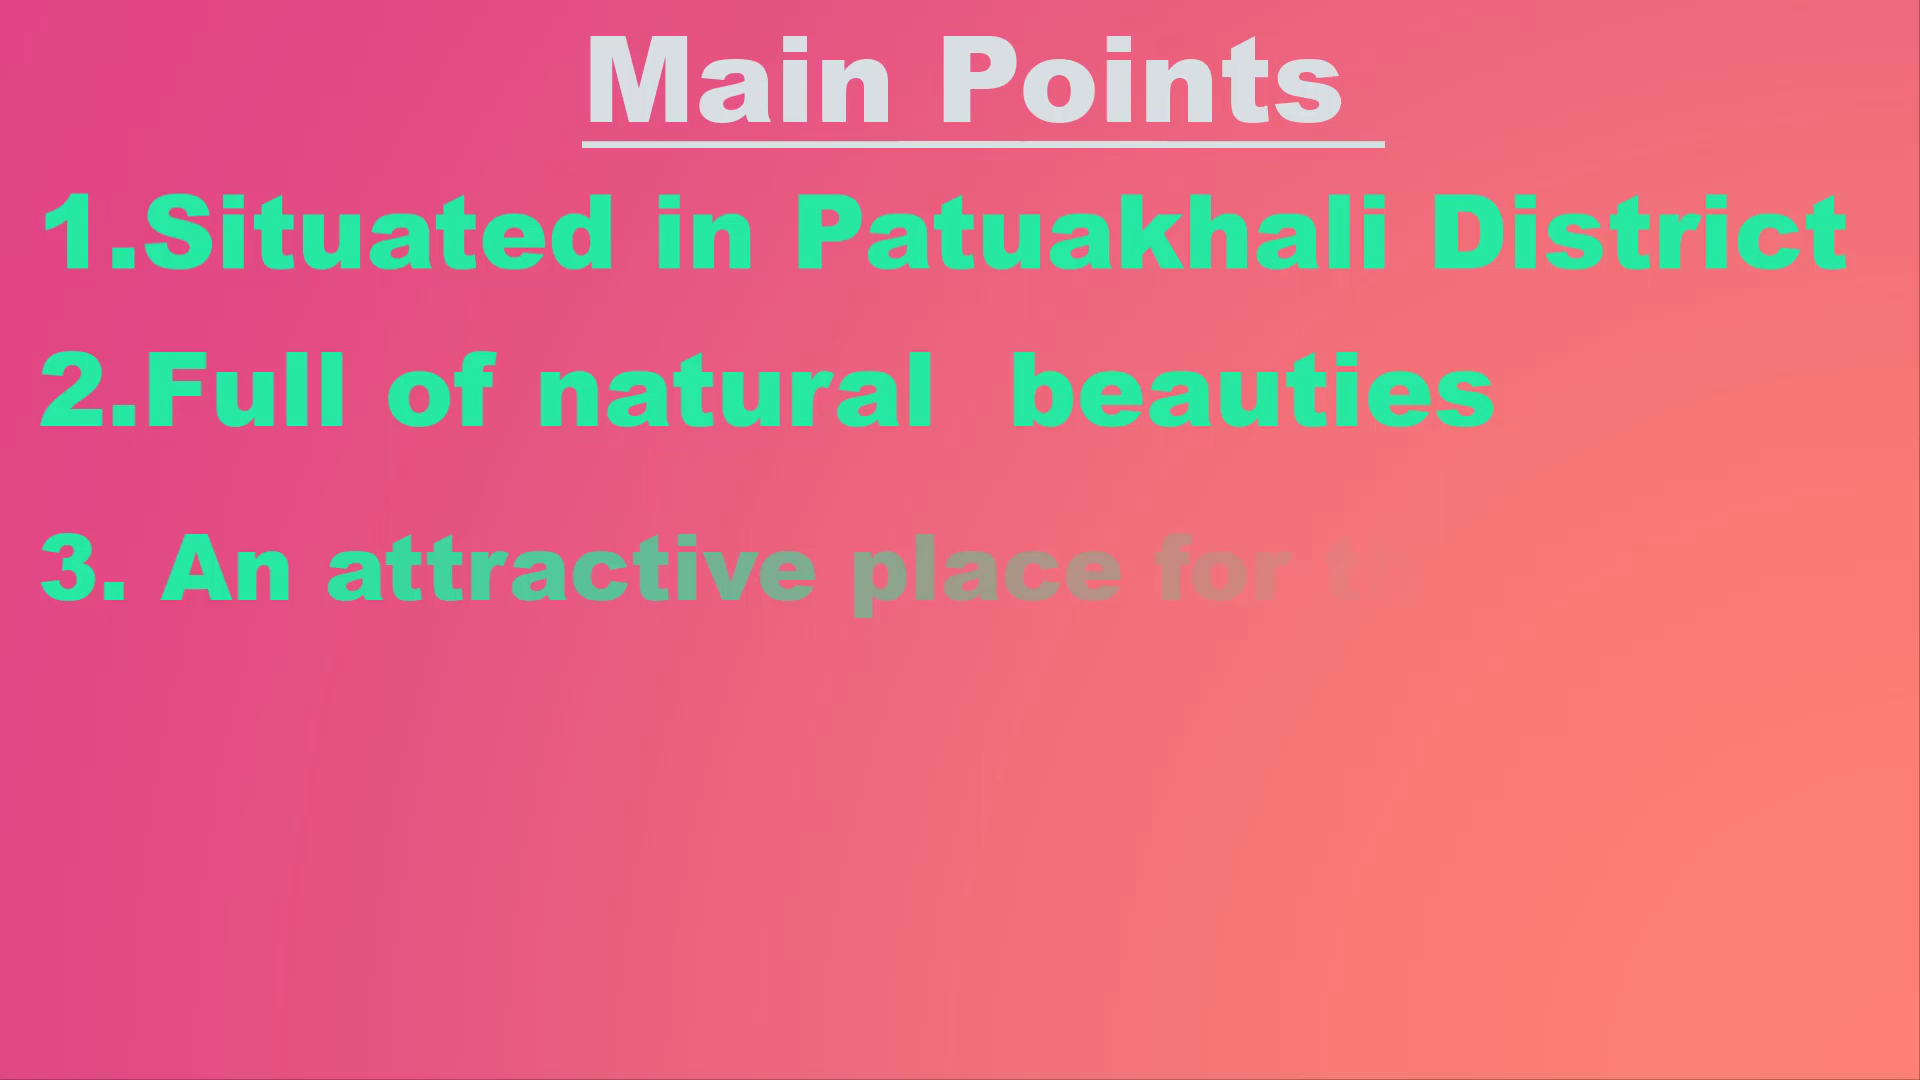 Main Points
1.Situated in Patuakhali District
2.Full of natural beauties
3. An attractive place for